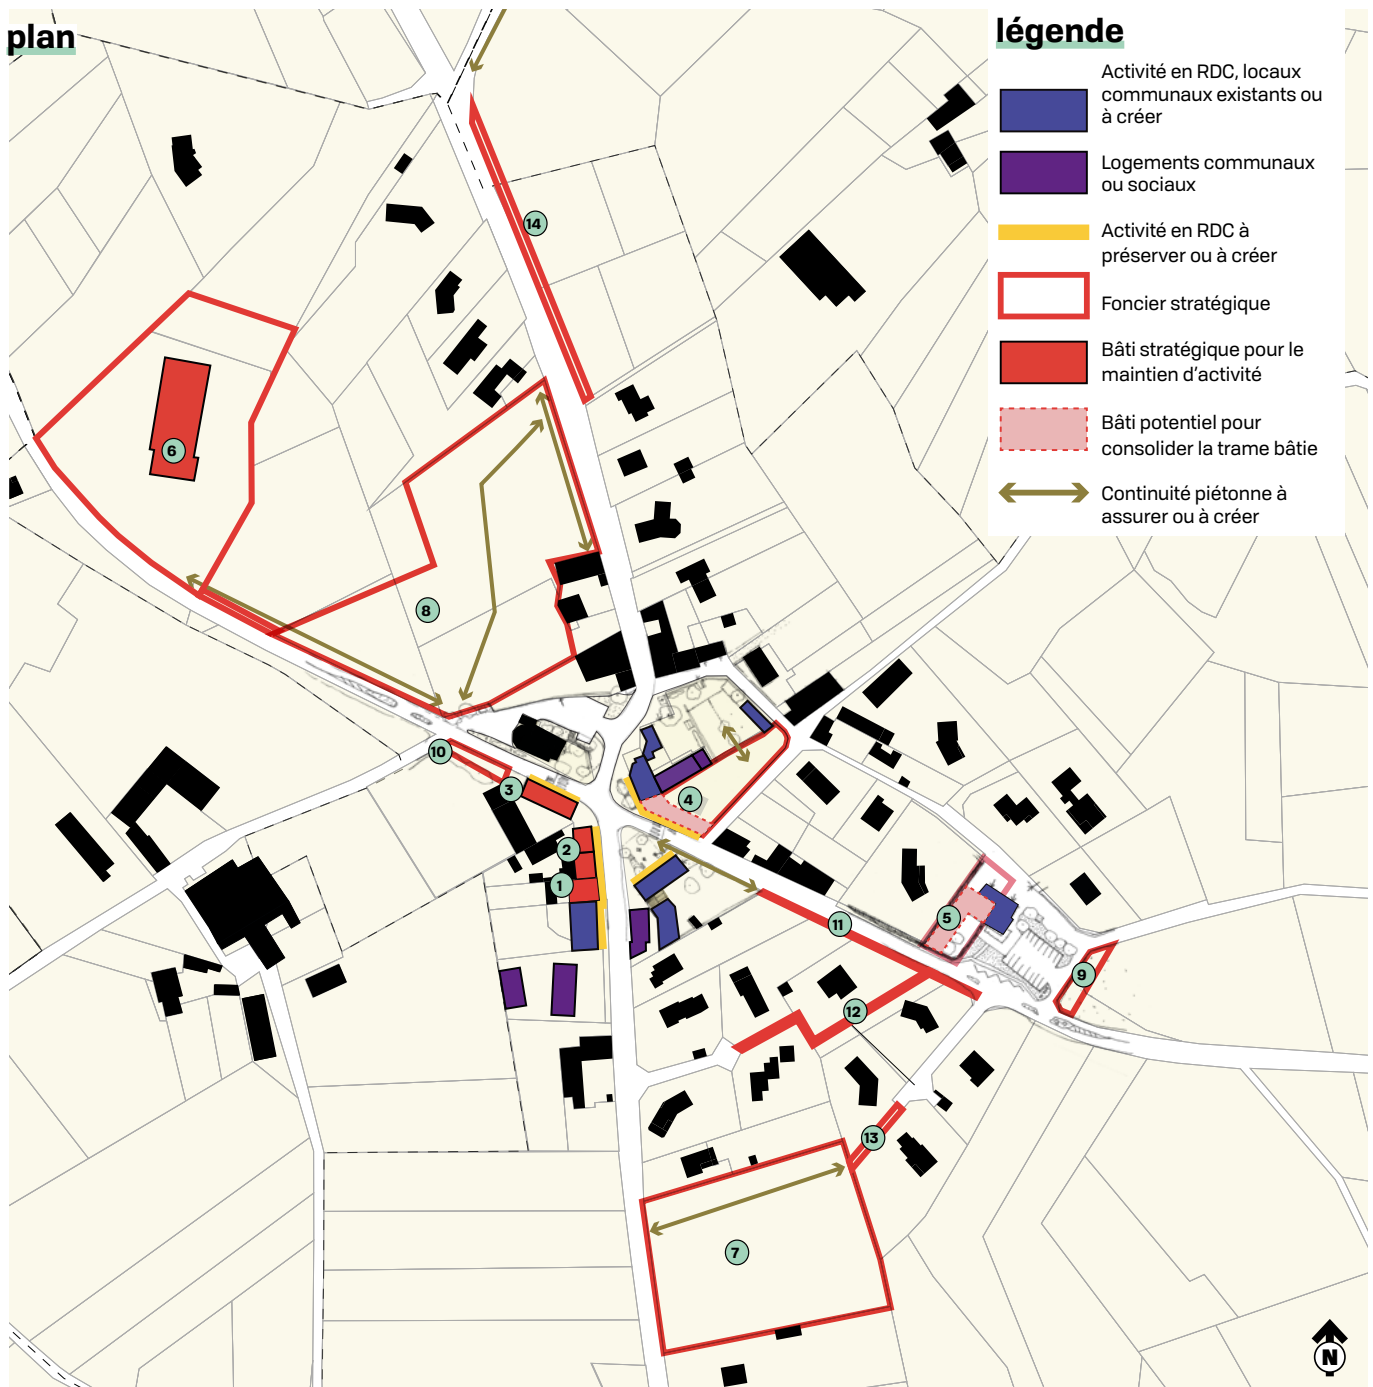 plan
légende
Activité en RDC, locaux
communaux existants ou
à créer
Logements communaux
ou sociaux
Activité en RDC à
préserver ou à créer
Foncier stratégique
Bâti stratégique pour le
maintien d'activité
Bâti potentiel pour
consolider la trame bâtie
Continuité piétonne à
assurer ou à créer
14
6
8
10
3
4
2
1
5
11
9
12
13
7
N